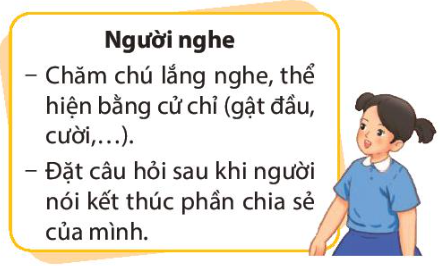 Người nghe
– Chăm chú lắng nghe, thể
hiện bằng cử chỉ (gật đầu,
cười,...).
– Đặt câu hỏi sau khi người
nói kết thúc phần chia sẻ
của mình.